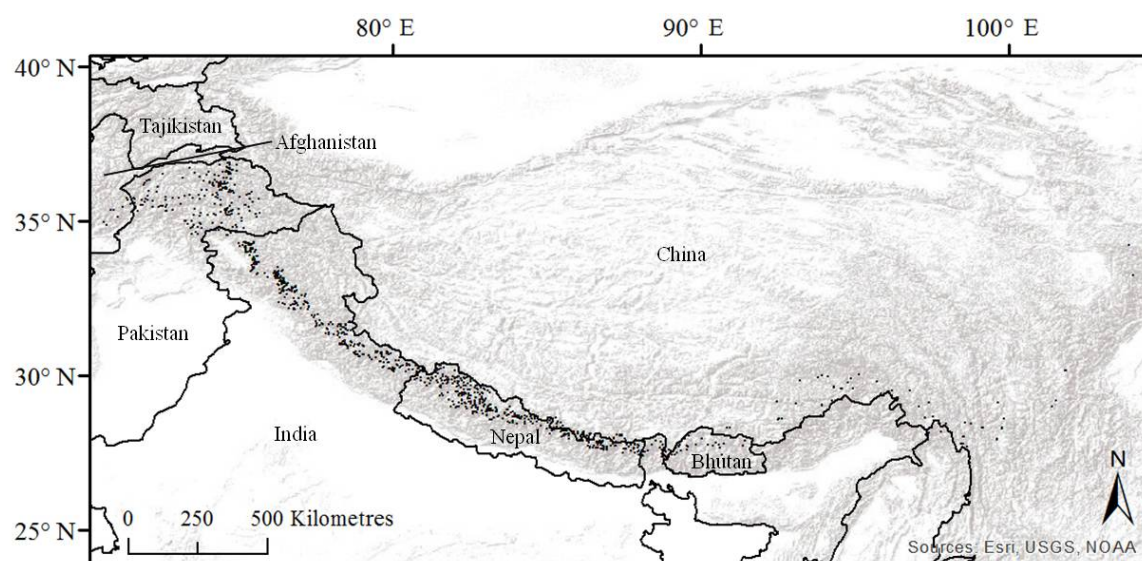 80° E 90° E 100° E
40° N
Tajikistan
Afghanistan
35° N
China
Pakistan
30° N
India
Nepal
Bhutan
N
0 250 500 Kilometres
25° N
Sources: Esri, USGS, NOAA